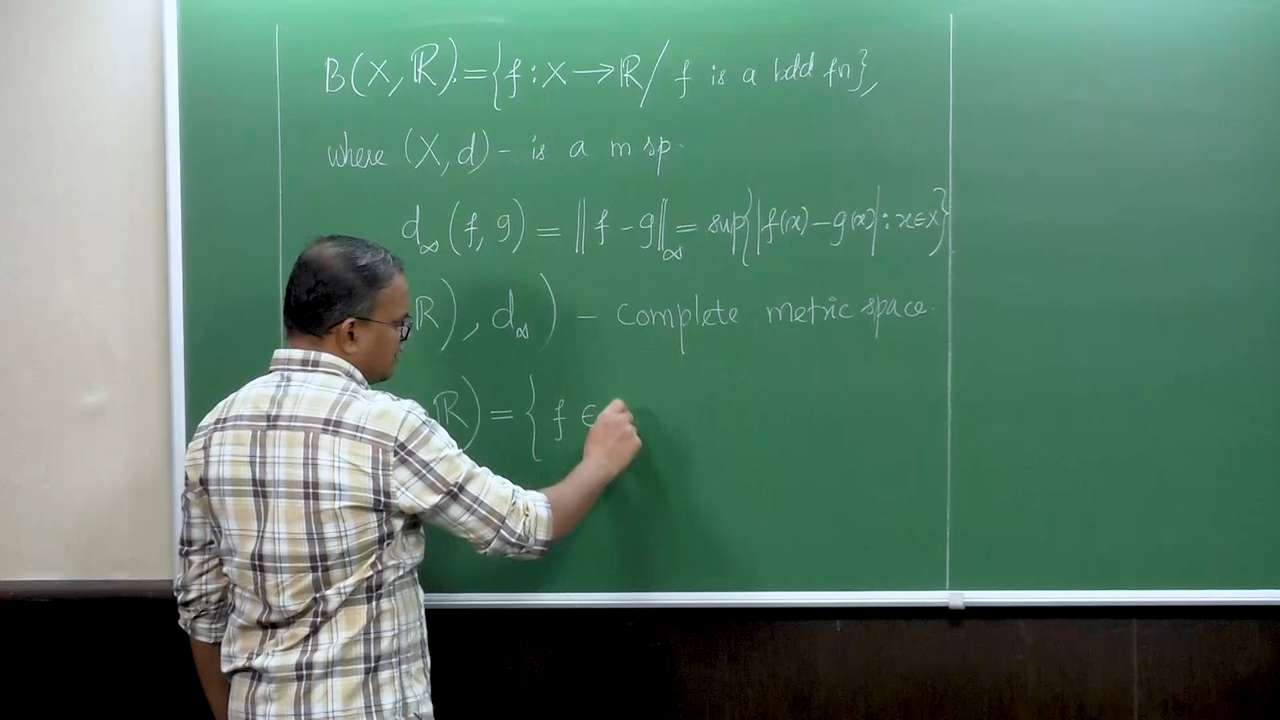 B(X, ℝ) := {f : X → ℝ / f is a bdd fn},
where (X, d) - is a m sp.
d∞ (f, g) = ‖f - g‖∞ = sup{|f(x) - g(x)| : x ∈ X}
ℝ), d∞) - complete metric space.
ℝ) = { f ∈